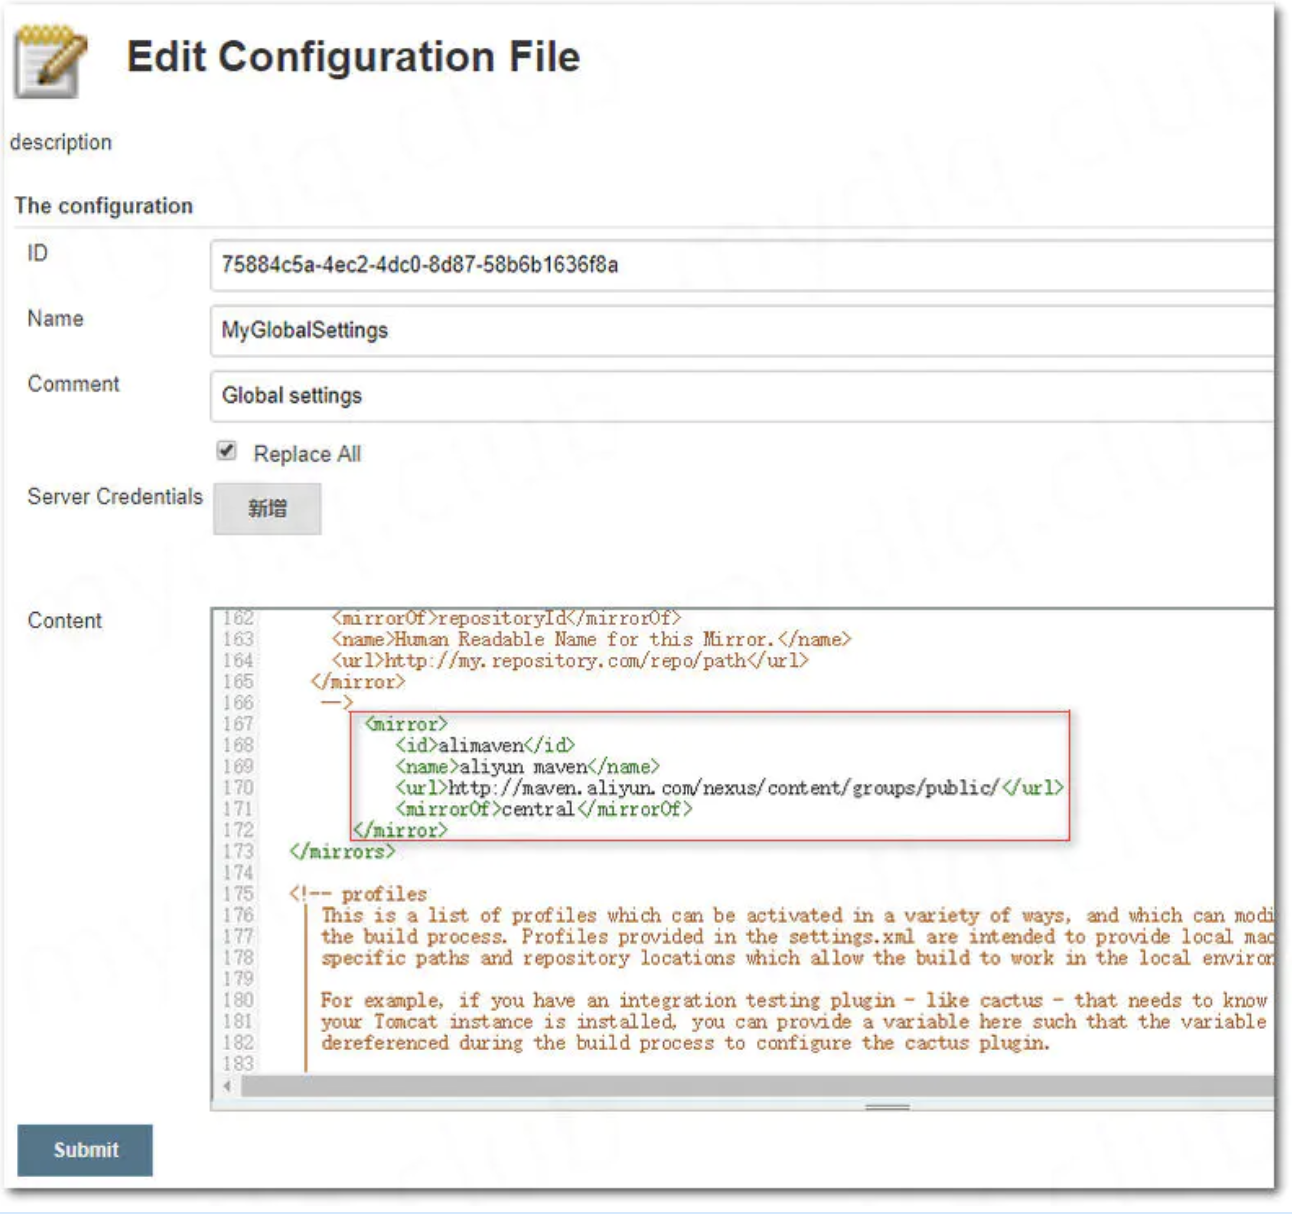 Edit Configuration File
description
The configuration
ID
75884c5a-4ec2-4dc0-8d87-58b6b1636f8a
Name
MyGlobalSettings
Comment
Global settings
Replace All
Server Credentials
新增
Content
162 <mirrorOf>repositoryId</mirrorOf>
163 <name>Human Readable Name for this Mirror.</name>
164 <url>http://my.repository.com/repo/path</url>
165 </mirror>
166 -->
167 <mirror>
168 <id>alimaven</id>
169 <name>aliyun maven</name>
170 <url>http://maven.aliyun.com/nexus/content/groups/public/</url>
171 <mirrorOf>central</mirrorOf>
172 </mirror>
173 </mirrors>
174
175 <!-- profiles
176 This is a list of profiles which can be activated in a variety of ways, and which can modi
177 the build process. Profiles provided in the settings.xml are intended to provide local mac
178 specific paths and repository locations which allow the build to work in the local environ
179
180 For example, if you have an integration testing plugin - like cactus - that needs to know
181 your Tomcat instance is installed, you can provide a variable here such that the variable
182 dereferenced during the build process to configure the cactus plugin.
183
Submit